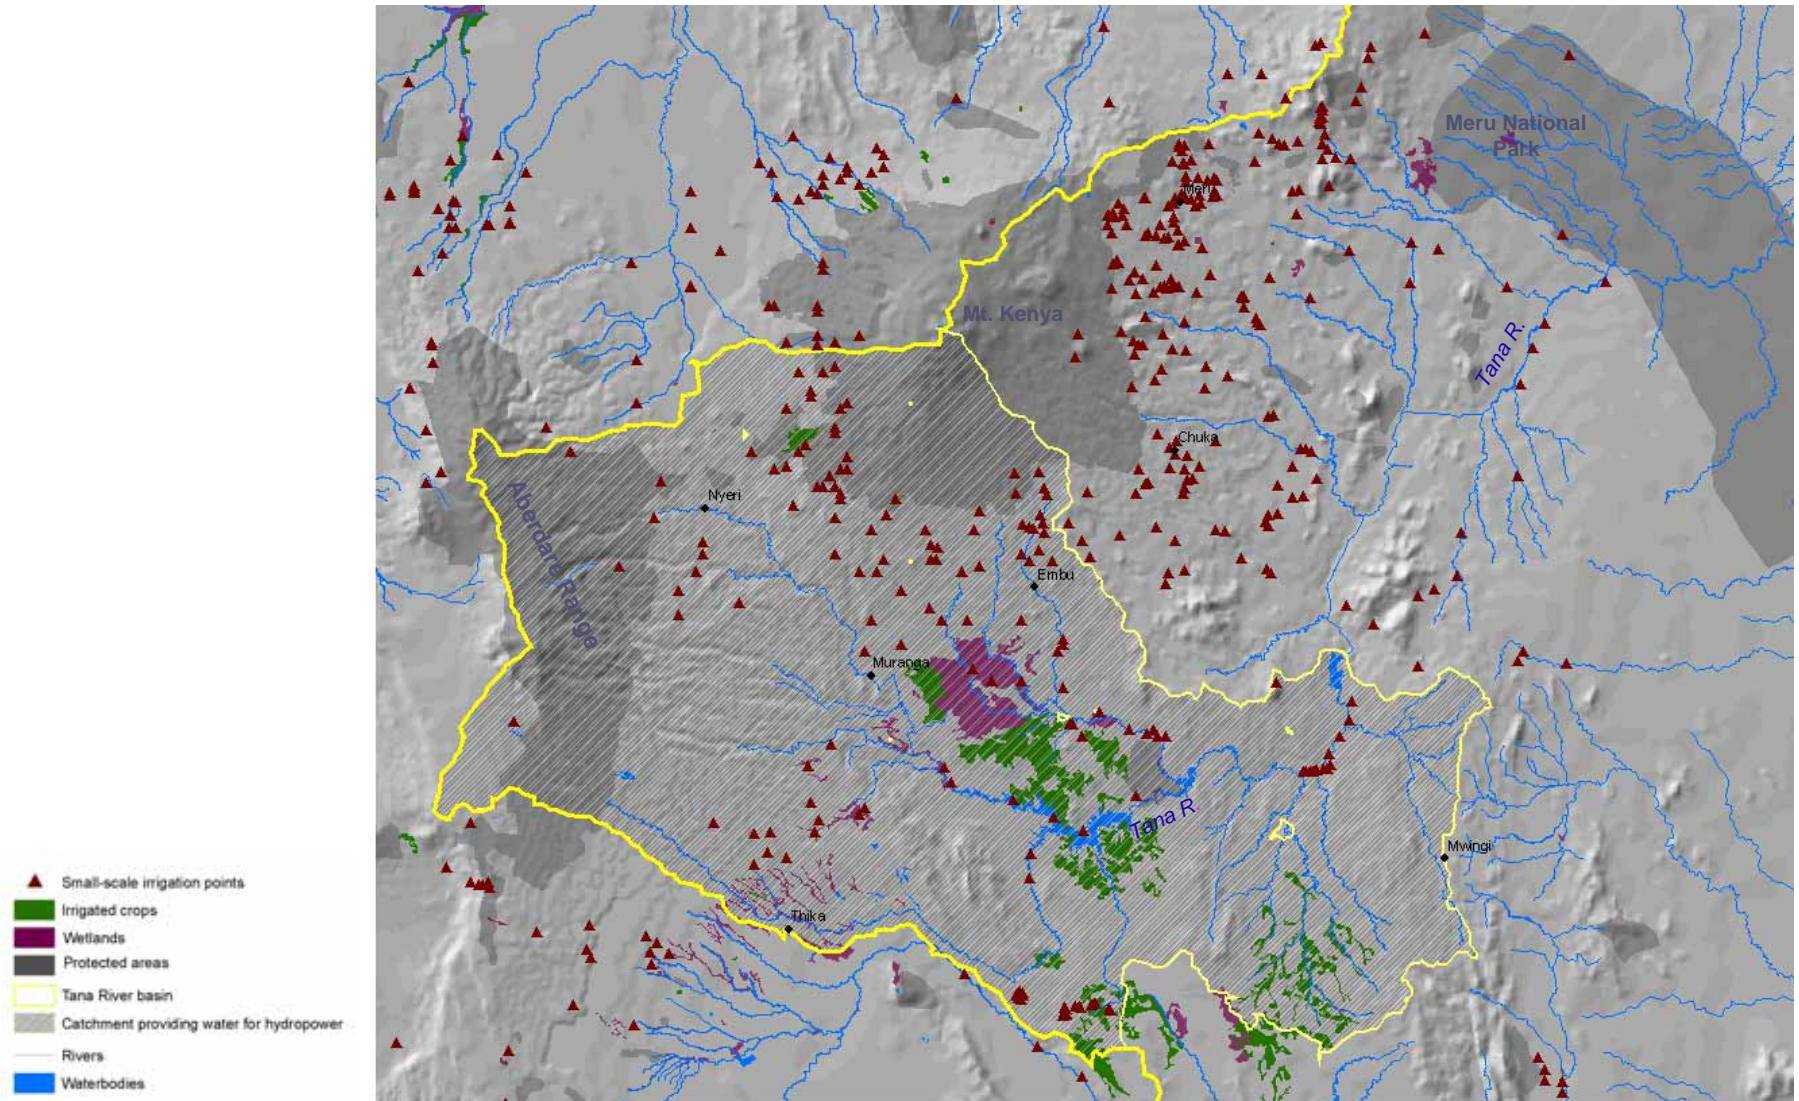 Meru National
Park
Meru
Mt. Kenya
Tana R.
Chuka
Nyeri
Aberdare Range
Embu
Muranga
Tana R.
Mwingi
Thika
Small-scale irrigation points
Irrigated crops
Wetlands
Protected areas
Tana River basin
Catchment providing water for hydropower
Rivers
Waterbodies